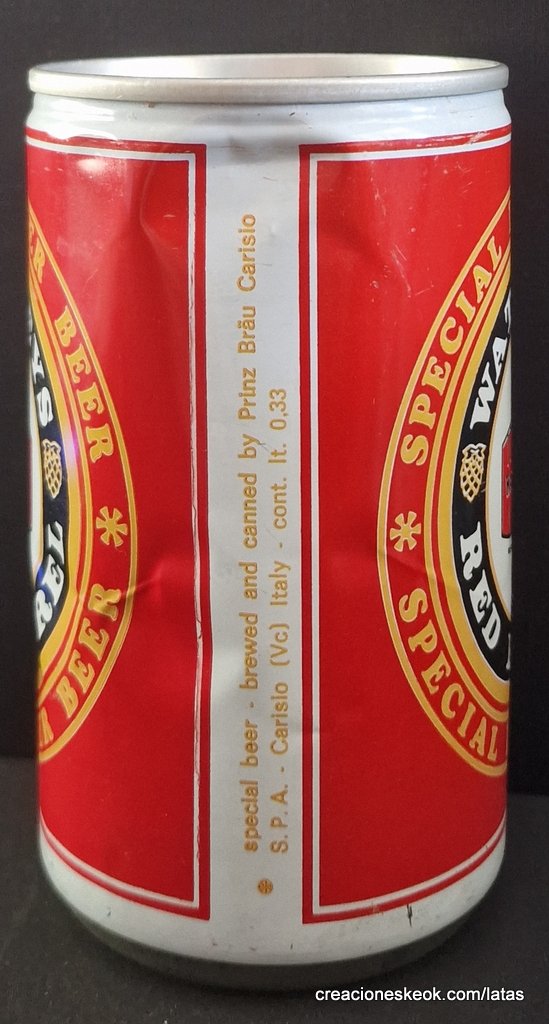 special beer - brewed and canned by Prinz Bräu Carisio
S.P.A. - Carisio (Vc) Italy - cont. lt. 0,33
BEER
BEER
SPECIAL
RED
SPECIAL
creacioneskeok.com/latas